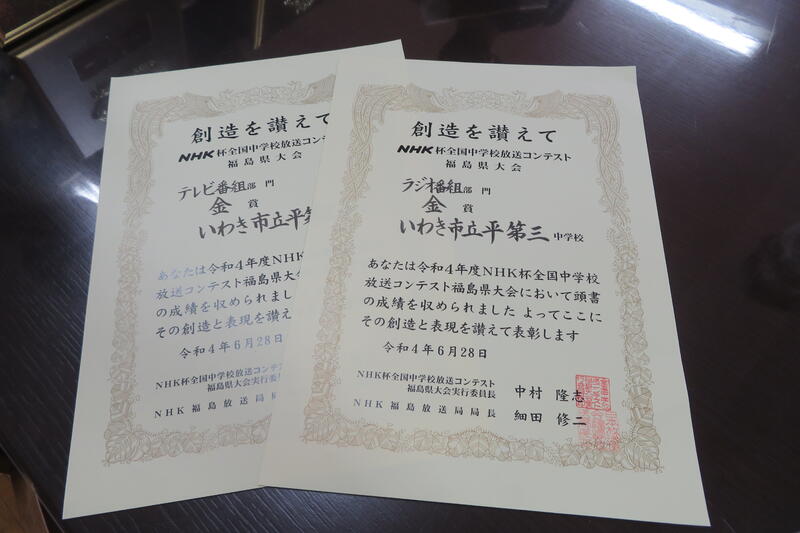 創造を讃えて
NHK杯全国中学校放送コンテ
福島県大会
テレビ番組部門
金賞
いわき市立平第
あなたは令和4年度NHK杯全国
放送コンテスト福島県大会
の成績を収められまし
その創造と表現を讃え
令和4年6月28
NHK杯全国中学校放送コンテスト
福島県大会実行委
NHK福島放送局
創造を讃えて
NHK杯全国中学校放送コンテスト
福島県大会
ラジオ番組部門
金賞
いわき市立平第三中学校
あなたは令和4年度NHK杯全国中学校
放送コンテスト福島県大会において頭書
の成績を収められました よってここに
その創造と表現を讃えて表彰します
令和4年6月28日
NHK杯全国中学校放送コンテスト
福島県大会実行委員長 中村 隆志
NHK福島放送局局長 細田 修二